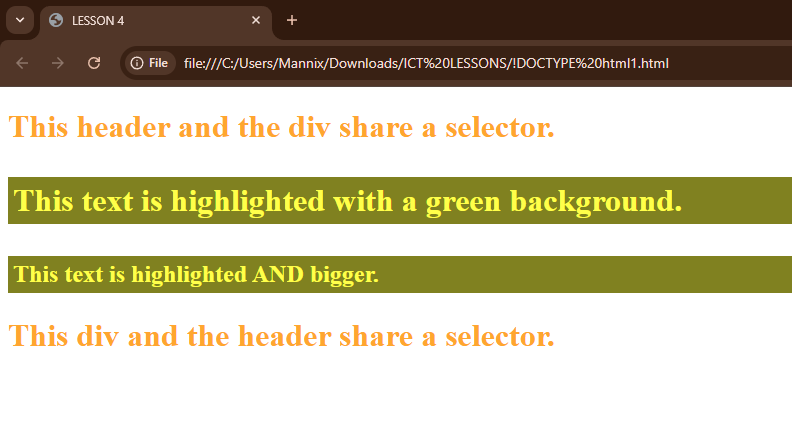 LESSON 4
File file:///C:/Users/Mannix/Downloads/ICT%20LESSONS/!DOCTYPE%20html1.html
This header and the div share a selector.
This text is highlighted with a green background.
This text is highlighted AND bigger.
This div and the header share a selector.